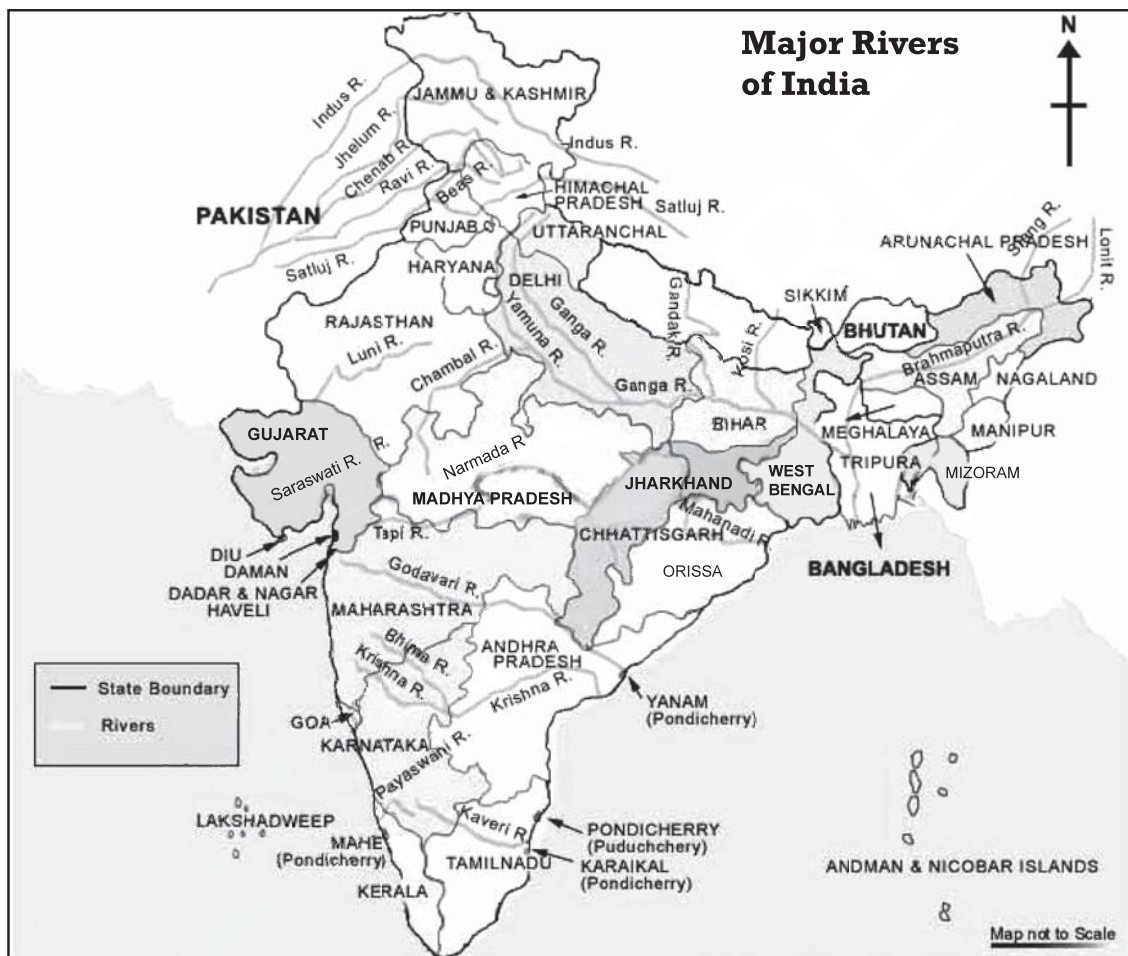 Major Rivers
of India
N
Indus R.
JAMMU & KASHMIR
Jhelum R.
Indus R.
Chenab R.
Ravi R.
Beas R.
HIMACHAL
PRADESH
Satluj R.
PAKISTAN
PUNJAB
UTTARANCHAL
Satluj R.
HARYANA
DELHI
ARUNACHAL PRADESH
Lonit R.
SIKKIM
BHUTAN
RAJASTHAN
Luni R.
Chambal R.
Yamuna R.
Ganga R.
Gandak R.
Ganga R.
Brahmaputra R.
ASSAM
NAGALAND
BIHAR
MEGHALAYA
MANIPUR
GUJARAT
R.
Saraswati R.
Narmada R
MADHYA PRADESH
JHARKHAND
WEST
BENGAL
TRIPURA
MIZORAM
Tapi R.
CHHATTISGARH
Mahanadi R
ORISSA
BANGLADESH
DIU
DAMAN
DADAR & NAGAR
HAVELI
Godavari R.
MAHARASHTRA
Bhima R.
Krishna R.
ANDHRA
PRADESH
Krishna R.
YANAM
(Pondicherry)
State Boundary
Rivers
GOA
KARNATAKA
Payaswani R.
Kaveri R.
LAKSHADWEEP
MAHE
(Pondicherry)
PONDICHERRY
(Puduchchery)
KARAIKAL
(Pondicherry)
TAMILNADU
KERALA
ANDMAN & NICOBAR ISLANDS
Map not to Scale